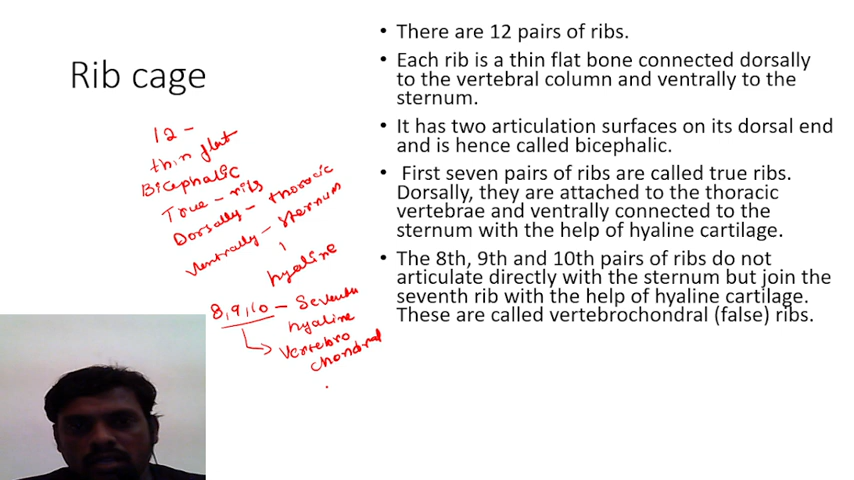 Rib cage
12 -
thin flat
Bicephalic
True - ribs
Dorsally - thoracic
Ventrally - sternum
hyaline
8,9,10 - Seventh
hyaline
Vertebro
chondral
• There are 12 pairs of ribs.
• Each rib is a thin flat bone connected dorsally
to the vertebral column and ventrally to the
sternum.
• It has two articulation surfaces on its dorsal end
and is hence called bicephalic.
• First seven pairs of ribs are called true ribs.
Dorsally, they are attached to the thoracic
vertebrae and ventrally connected to the
sternum with the help of hyaline cartilage.
• The 8th, 9th and 10th pairs of ribs do not
articulate directly with the sternum but join the
seventh rib with the help of hyaline cartilage.
These are called vertebrochondral (false) ribs.